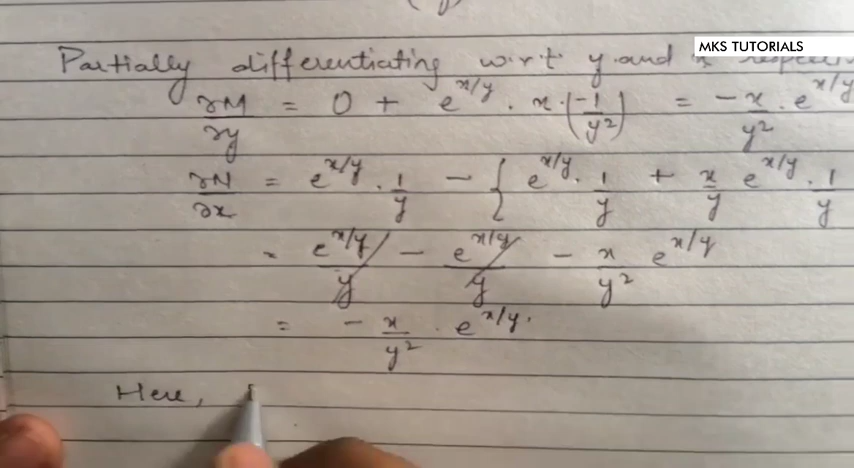 MKS TUTORIALS
Partially differentiating w.r.t y and x
∂M/∂y = 0 + e^{x/y} . x . (-1/y²) = -x/y² . e^{x/y}
∂N/∂x = e^{x/y} . 1/y - { e^{x/y} . 1/y + x/y e^{x/y} . 1/y
= e^{x/y}/y - e^{x/y}/y - x/y² e^{x/y}
= - x/y² . e^{x/y} .
Here,